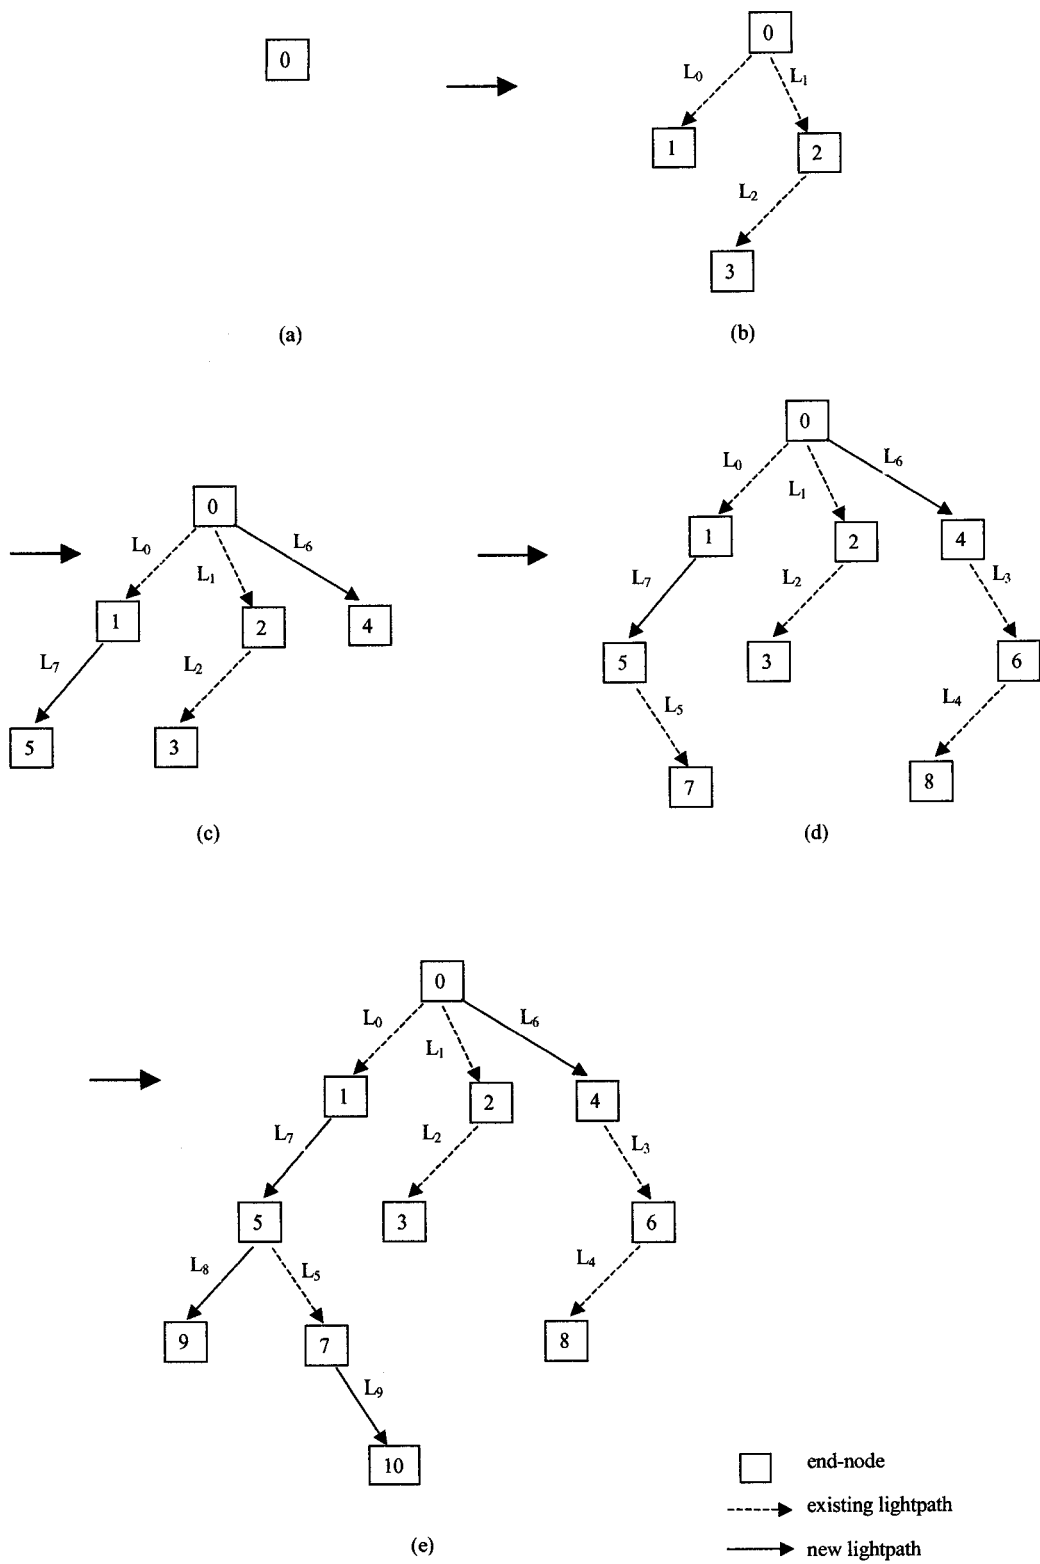 0
(a)
0
L0 L1
1 2
L2
3
(b)
0
L0 L1 L6
1 2 4
L7 L2
5 3
(c)
0
L0 L1 L6
1 2 4
L7 L2 L3
5 3 6
L5 L4
7 8
(d)
0
L0 L1 L6
1 2 4
L7 L2 L3
5 3 6
L8 L5 L4
9 7 8
L9
10
(e)
end-node
existing lightpath
new lightpath